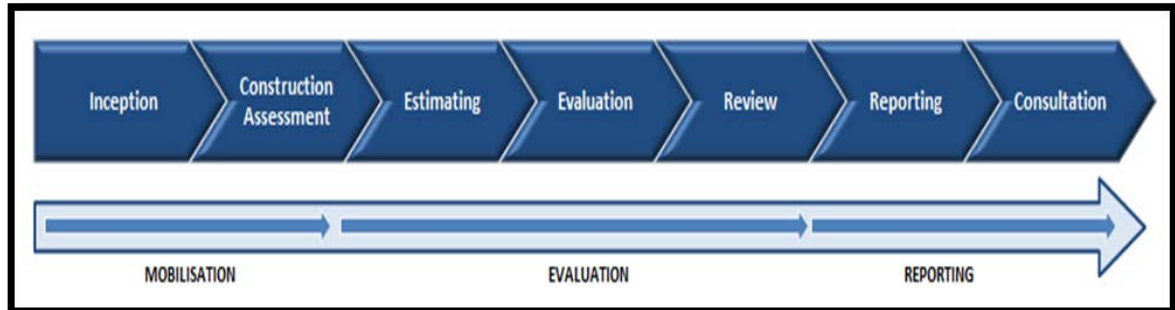 Inception
Construction
Assessment
Estimating
Evaluation
Review
Reporting
Consultation
MOBILISATION
EVALUATION
REPORTING